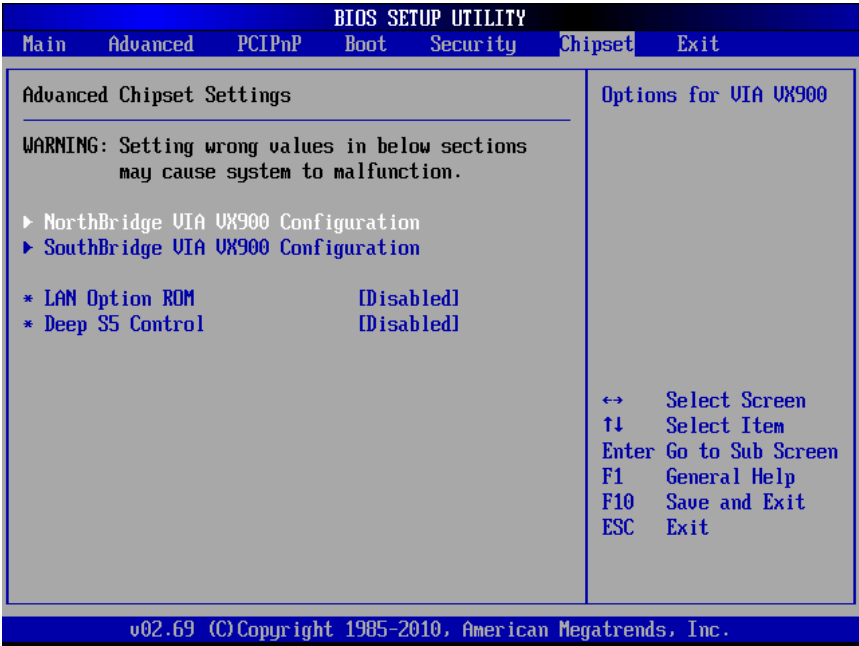 BIOS SETUP UTILITY
Main Advanced PCIPnP Boot Security Chipset Exit
Advanced Chipset Settings
WARNING: Setting wrong values in below sections
may cause system to malfunction.
▶ NorthBridge VIA VX900 Configuration
▶ SouthBridge VIA VX900 Configuration
* LAN Option ROM [Disabled]
* Deep S5 Control [Disabled]
Options for VIA VX900
↔ Select Screen
↑↓ Select Item
Enter Go to Sub Screen
F1 General Help
F10 Save and Exit
ESC Exit
v02.69 (C)Copyright 1985-2010, American Megatrends, Inc.